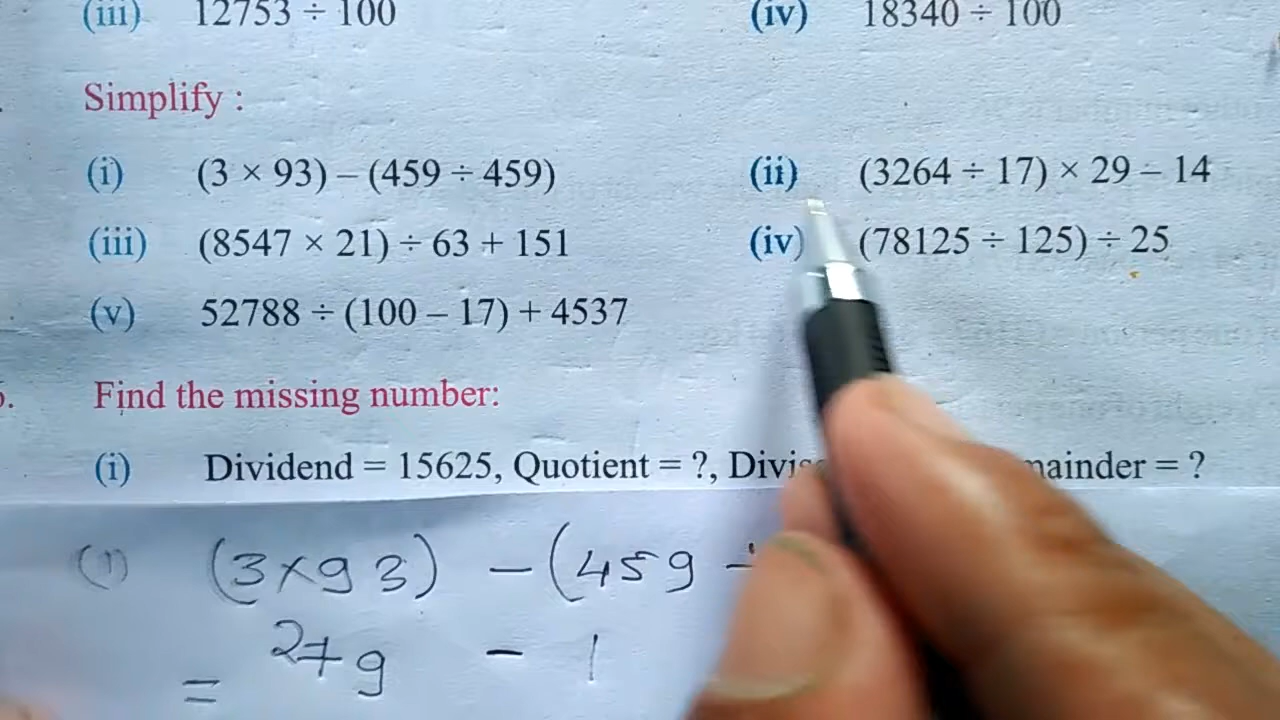 (iii) 12753 ÷ 100 (iv) 18340 ÷ 100
Simplify :
(i) (3 × 93) – (459 ÷ 459) (ii) (3264 ÷ 17) × 29 – 14
(iii) (8547 × 21) ÷ 63 + 151 (iv) (78125 ÷ 125) ÷ 25
(v) 52788 ÷ (100 – 17) + 4537
Find the missing number:
(i) Dividend = 15625, Quotient = ?, = ?
(1) (3×93) – (459 ÷
= 279 – 1